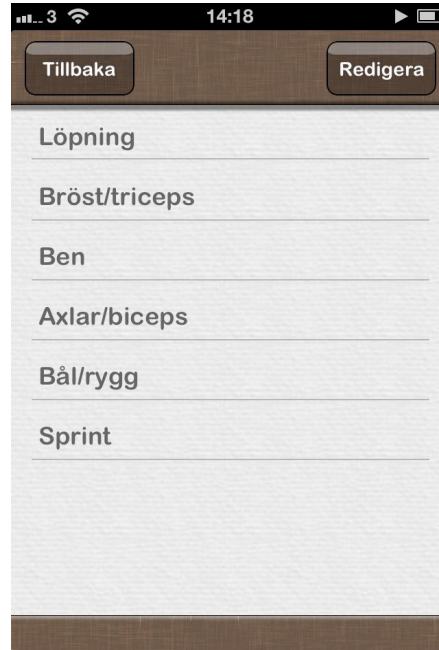 3 14:18
Tillbaka Redigera
Löpning
Bröst/triceps
Ben
Axlar/biceps
Bål/rygg
Sprint